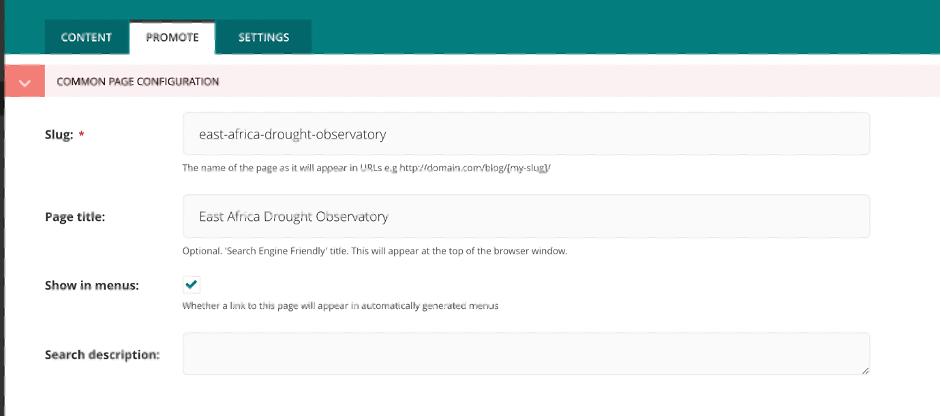 CONTENT PROMOTE SETTINGS
COMMON PAGE CONFIGURATION
Slug: * east-africa-drought-observatory
The name of the page as it will appear in URLs e.g http://domain.com/blog/[my-slug]/
Page title: East Africa Drought Observatory
Optional. 'Search Engine Friendly' title. This will appear at the top of the browser window.
Show in menus:
Whether a link to this page will appear in automatically generated menus
Search description: